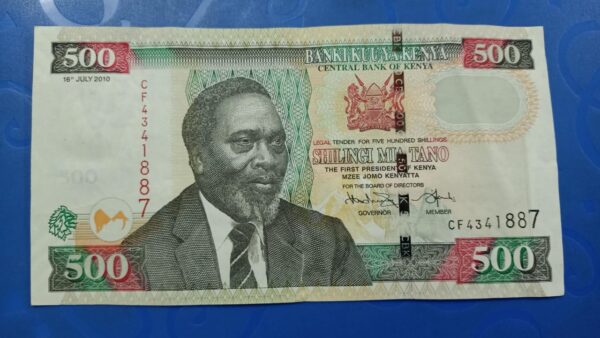 500
BANKI KUU YA KENYA
500
CENTRAL BANK OF KENYA
16th JULY 2010
CF4341887
LEGAL TENDER FOR FIVE HUNDRED SHILLINGS
SHILINGI MIA TANO
THE FIRST PRESIDENT OF KENYA
MZEE JOMO KENYATTA
FOR THE BOARD OF DIRECTORS
GOVERNOR MEMBER
CF4341887
500
500